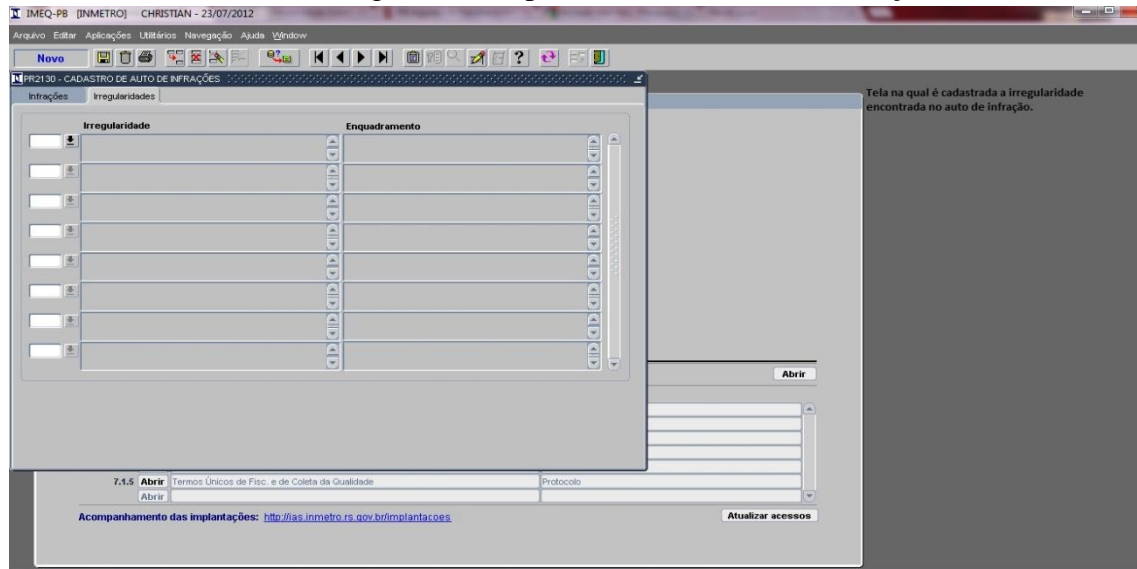 IMEQ-PB [INMETRO] CHRISTIAN - 23/07/2012
Arquivo Editar Aplicações Utilitários Navegação Ajuda Window
Novo
PR2130 - CADASTRO DE AUTO DE INFRAÇÕES
Infrações Irregularidades
Irregularidade Enquadramento
Tela na qual é cadastrada a irregularidade
encontrada no auto de infração.
Abrir
7.1.5 Abrir Termos Únicos de Fisc. e de Coleta da Qualidade Protocolo
Abrir
Acompanhamento das implantações: http://ias.inmetro.rs.gov.br/implantacoes Atualizar acessos